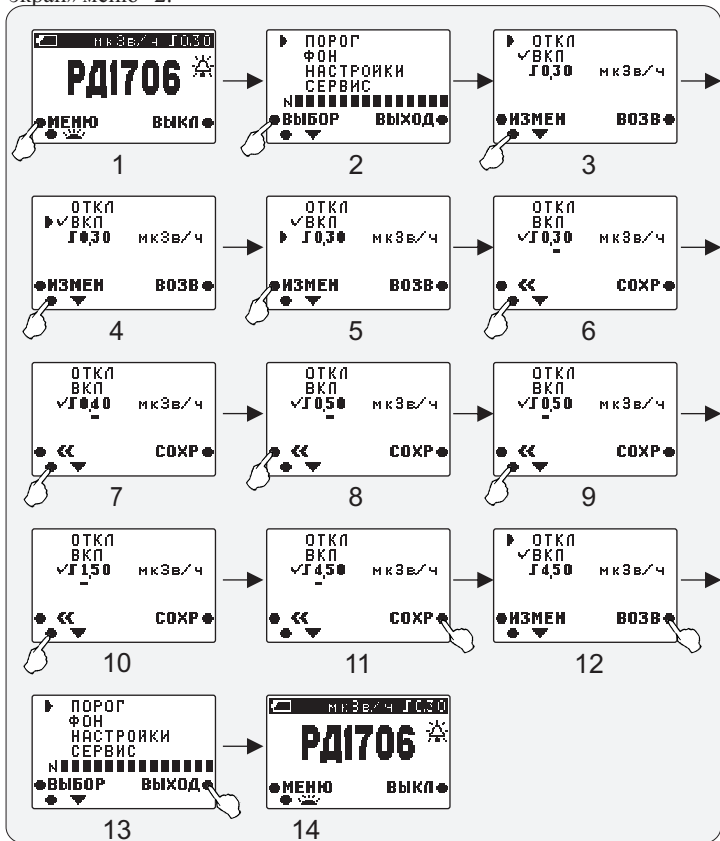 мкЗв/ч 0.30
РД1706
МЕНЮ ВЫКЛ
1
ПОРОГ
ФОН
НАСТРОЙКИ
СЕРВИС
N
ВЫБОР ВЫХОД
2
ОТКЛ
ВКЛ
0,30 мкЗв/ч
ИЗМЕН ВОЗВ
3
ОТКЛ
ВКЛ
0,30 мкЗв/ч
ИЗМЕН ВОЗВ
4
ОТКЛ
ВКЛ
0,30 мкЗв/ч
ИЗМЕН ВОЗВ
5
ОТКЛ
ВКЛ
0,30 мкЗв/ч
<< СОХР
6
ОТКЛ
ВКЛ
0,40 мкЗв/ч
<< СОХР
7
ОТКЛ
ВКЛ
0,50 мкЗв/ч
<< СОХР
8
ОТКЛ
ВКЛ
0,50 мкЗв/ч
<< СОХР
9
ОТКЛ
ВКЛ
1,50 мкЗв/ч
<< СОХР
10
ОТКЛ
ВКЛ
4,50 мкЗв/ч
<< СОХР
11
ОТКЛ
ВКЛ
4,50 мкЗв/ч
ИЗМЕН ВОЗВ
12
ПОРОГ
ФОН
НАСТРОЙКИ
СЕРВИС
N
ВЫБОР ВЫХОД
13
мкЗв/ч 0.30
РД1706
МЕНЮ ВЫКЛ
14